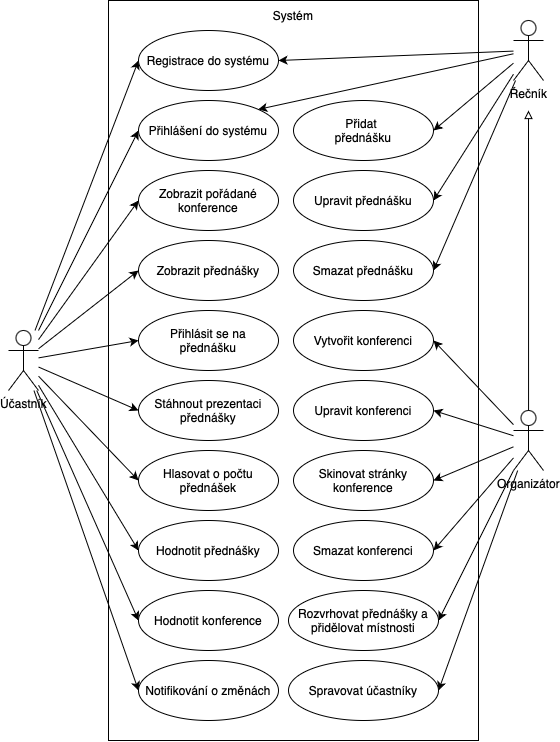 Systém
Registrace do systému
Řečník
Přihlášení do systému
Přidat
přednášku
Zobrazit pořádané
konference
Upravit přednášku
Zobrazit přednášky
Smazat přednášku
Přihlásit se na
přednášku
Vytvořit konferenci
Účastník
Stáhnout prezentaci
přednášky
Upravit konferenci
Hlasovat o počtu
přednášek
Skinovat stránky
konference
Organizátor
Hodnotit přednášky
Smazat konferenci
Hodnotit konference
Rozvrhovat přednášky a
přidělovat místnosti
Notifikování o změnách
Spravovat účastníky